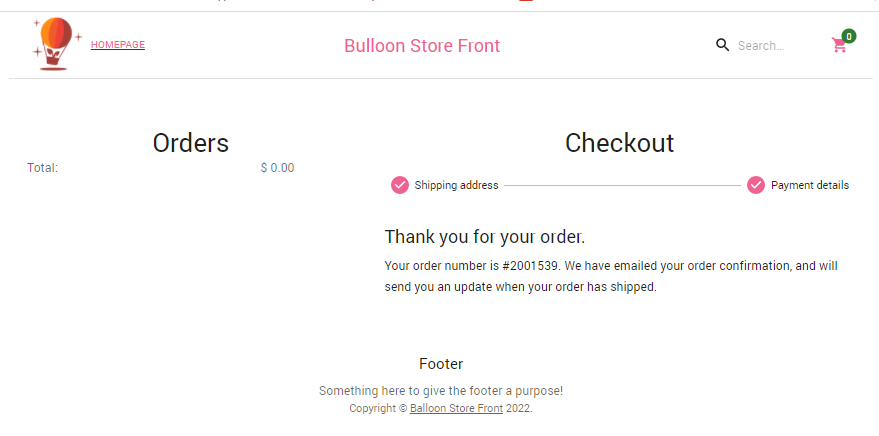 HOMEPAGE
Bulloon Store Front
Search...
0
Orders
Total:
$ 0.00
Checkout
Shipping address
Payment details
Thank you for your order.
Your order number is #2001539. We have emailed your order confirmation, and will
send you an update when your order has shipped.
Footer
Something here to give the footer a purpose!
Copyright © Balloon Store Front 2022.